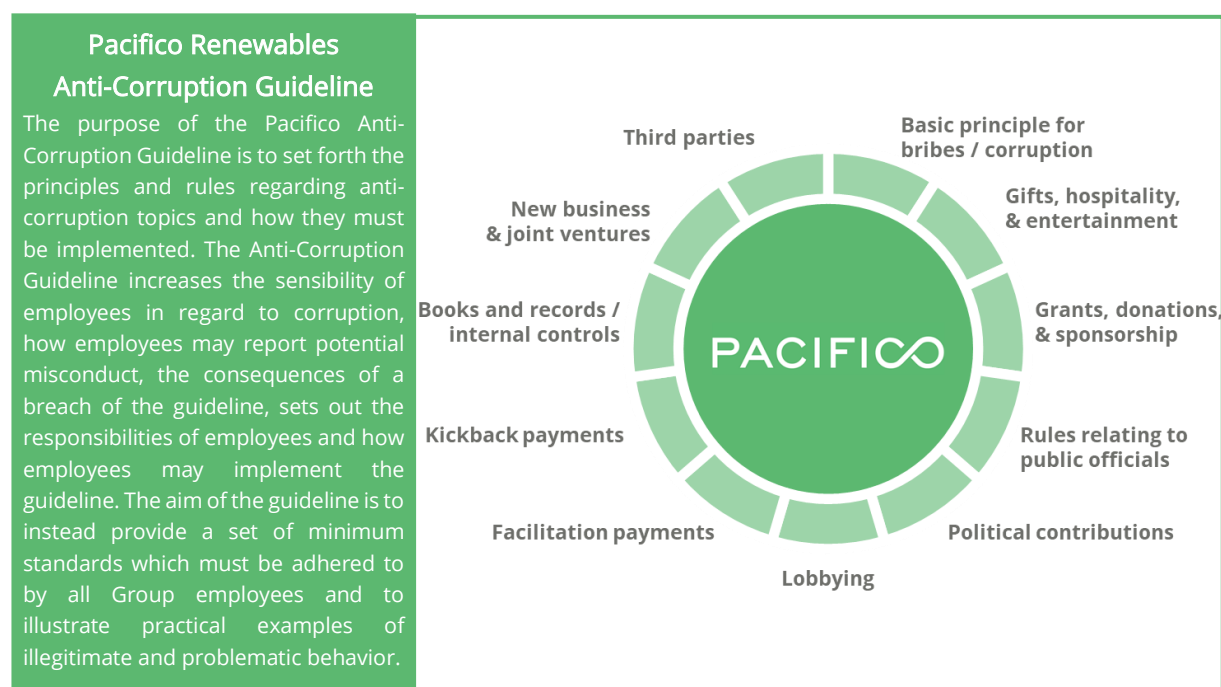 Pacifico Renewables
Anti-Corruption Guideline
The purpose of the Pacifico Anti-
Corruption Guideline is to set forth the
principles and rules regarding anti-
corruption topics and how they must
be implemented. The Anti-Corruption
Guideline increases the sensibility of
employees in regard to corruption,
how employees may report potential
misconduct, the consequences of a
breach of the guideline, sets out the
responsibilities of employees and how
employees may implement the
guideline. The aim of the guideline is to
instead provide a set of minimum
standards which must be adhered to
by all Group employees and to
illustrate practical examples of
illegitimate and problematic behavior.
Third parties
Basic principle for
bribes / corruption
New business
& joint ventures
Gifts, hospitality,
& entertainment
Books and records /
internal controls
Grants, donations,
& sponsorship
PACIFICO
Kickback payments
Rules relating to
public officials
Facilitation payments
Political contributions
Lobbying